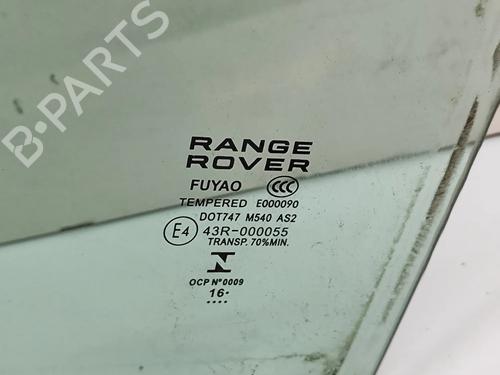 B-PARTS
RANGE
ROVER
FUYAO CCC
TEMPERED E000090
DOT747 M540 AS2
E4 43R-000055
TRANSP. 70% MIN.
N
OCP Nº0009
16·
....
B-PARTS